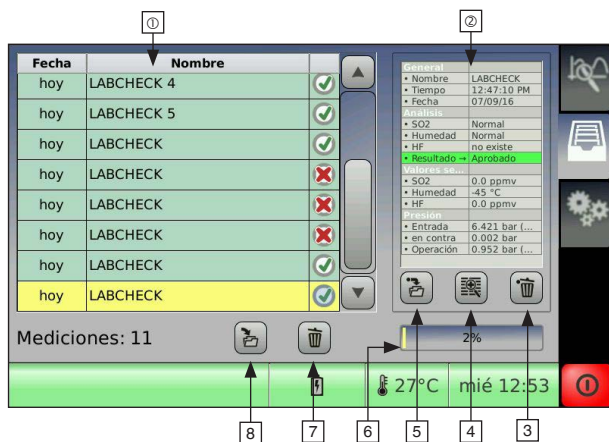 ① ②
Fecha Nombre
hoy LABCHECK 4
hoy LABCHECK 5
hoy LABCHECK
hoy LABCHECK
hoy LABCHECK
hoy LABCHECK
hoy LABCHECK
hoy LABCHECK
General
• Nombre LABCHECK
• Tiempo 12:47:10 PM
• Fecha 07/09/16
Análisis
• SO2 Normal
• Humedad Normal
• HF no existe
• Resultado → Aprobado
Valores se...
• SO2 0.0 ppmv
• Humedad -45 °C
• HF 0.0 ppmv
Presión
• Entrada 6.421 bar (...
• en contra 0.002 bar
• Operación 0.952 bar (...
Mediciones: 11
2%
27°C mié 12:53
8 7 6 5 4 3